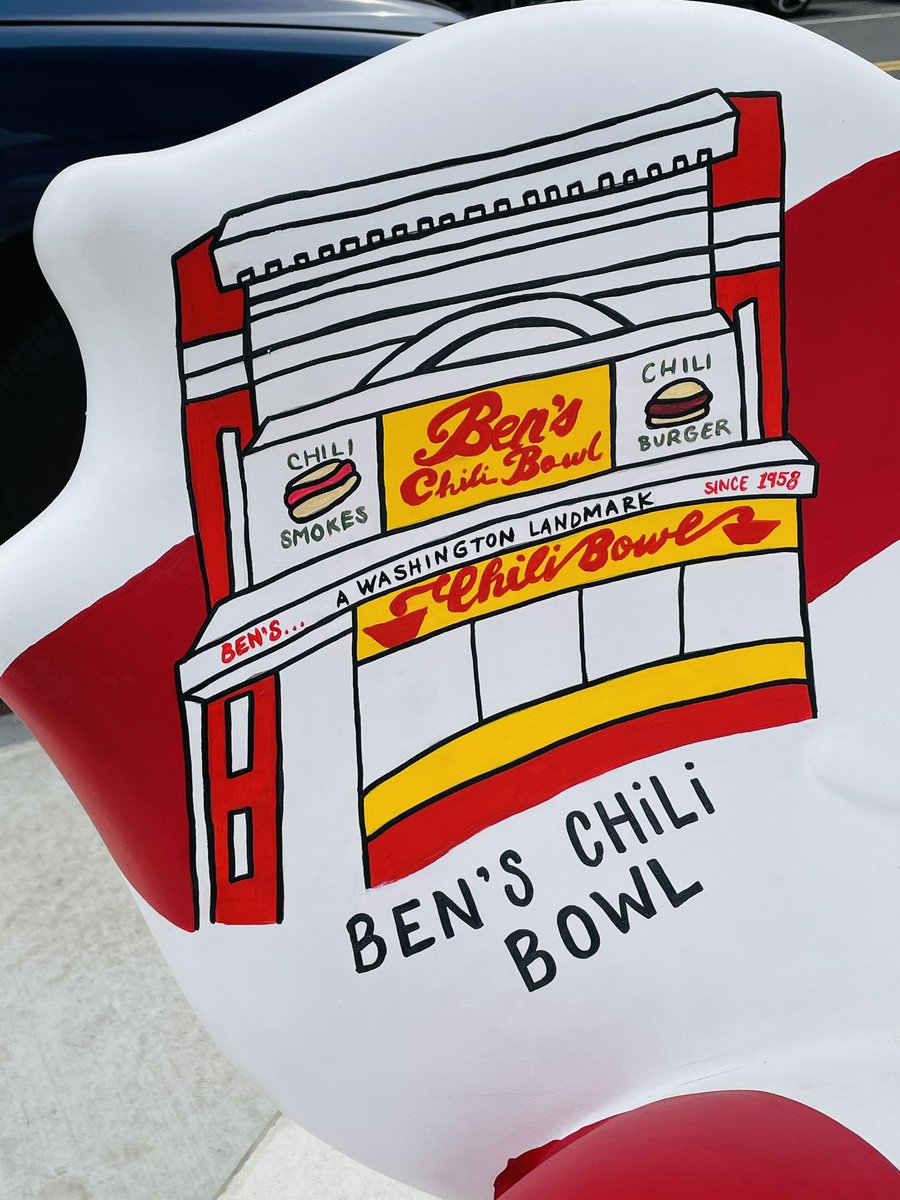 Ben's
Chili Bowl
CHILI
SMOKES
CHILI
BURGER
BEN'S... A WASHINGTON LANDMARK SINCE 1958
Chili Bowl
BEN'S CHiLi
BOWL